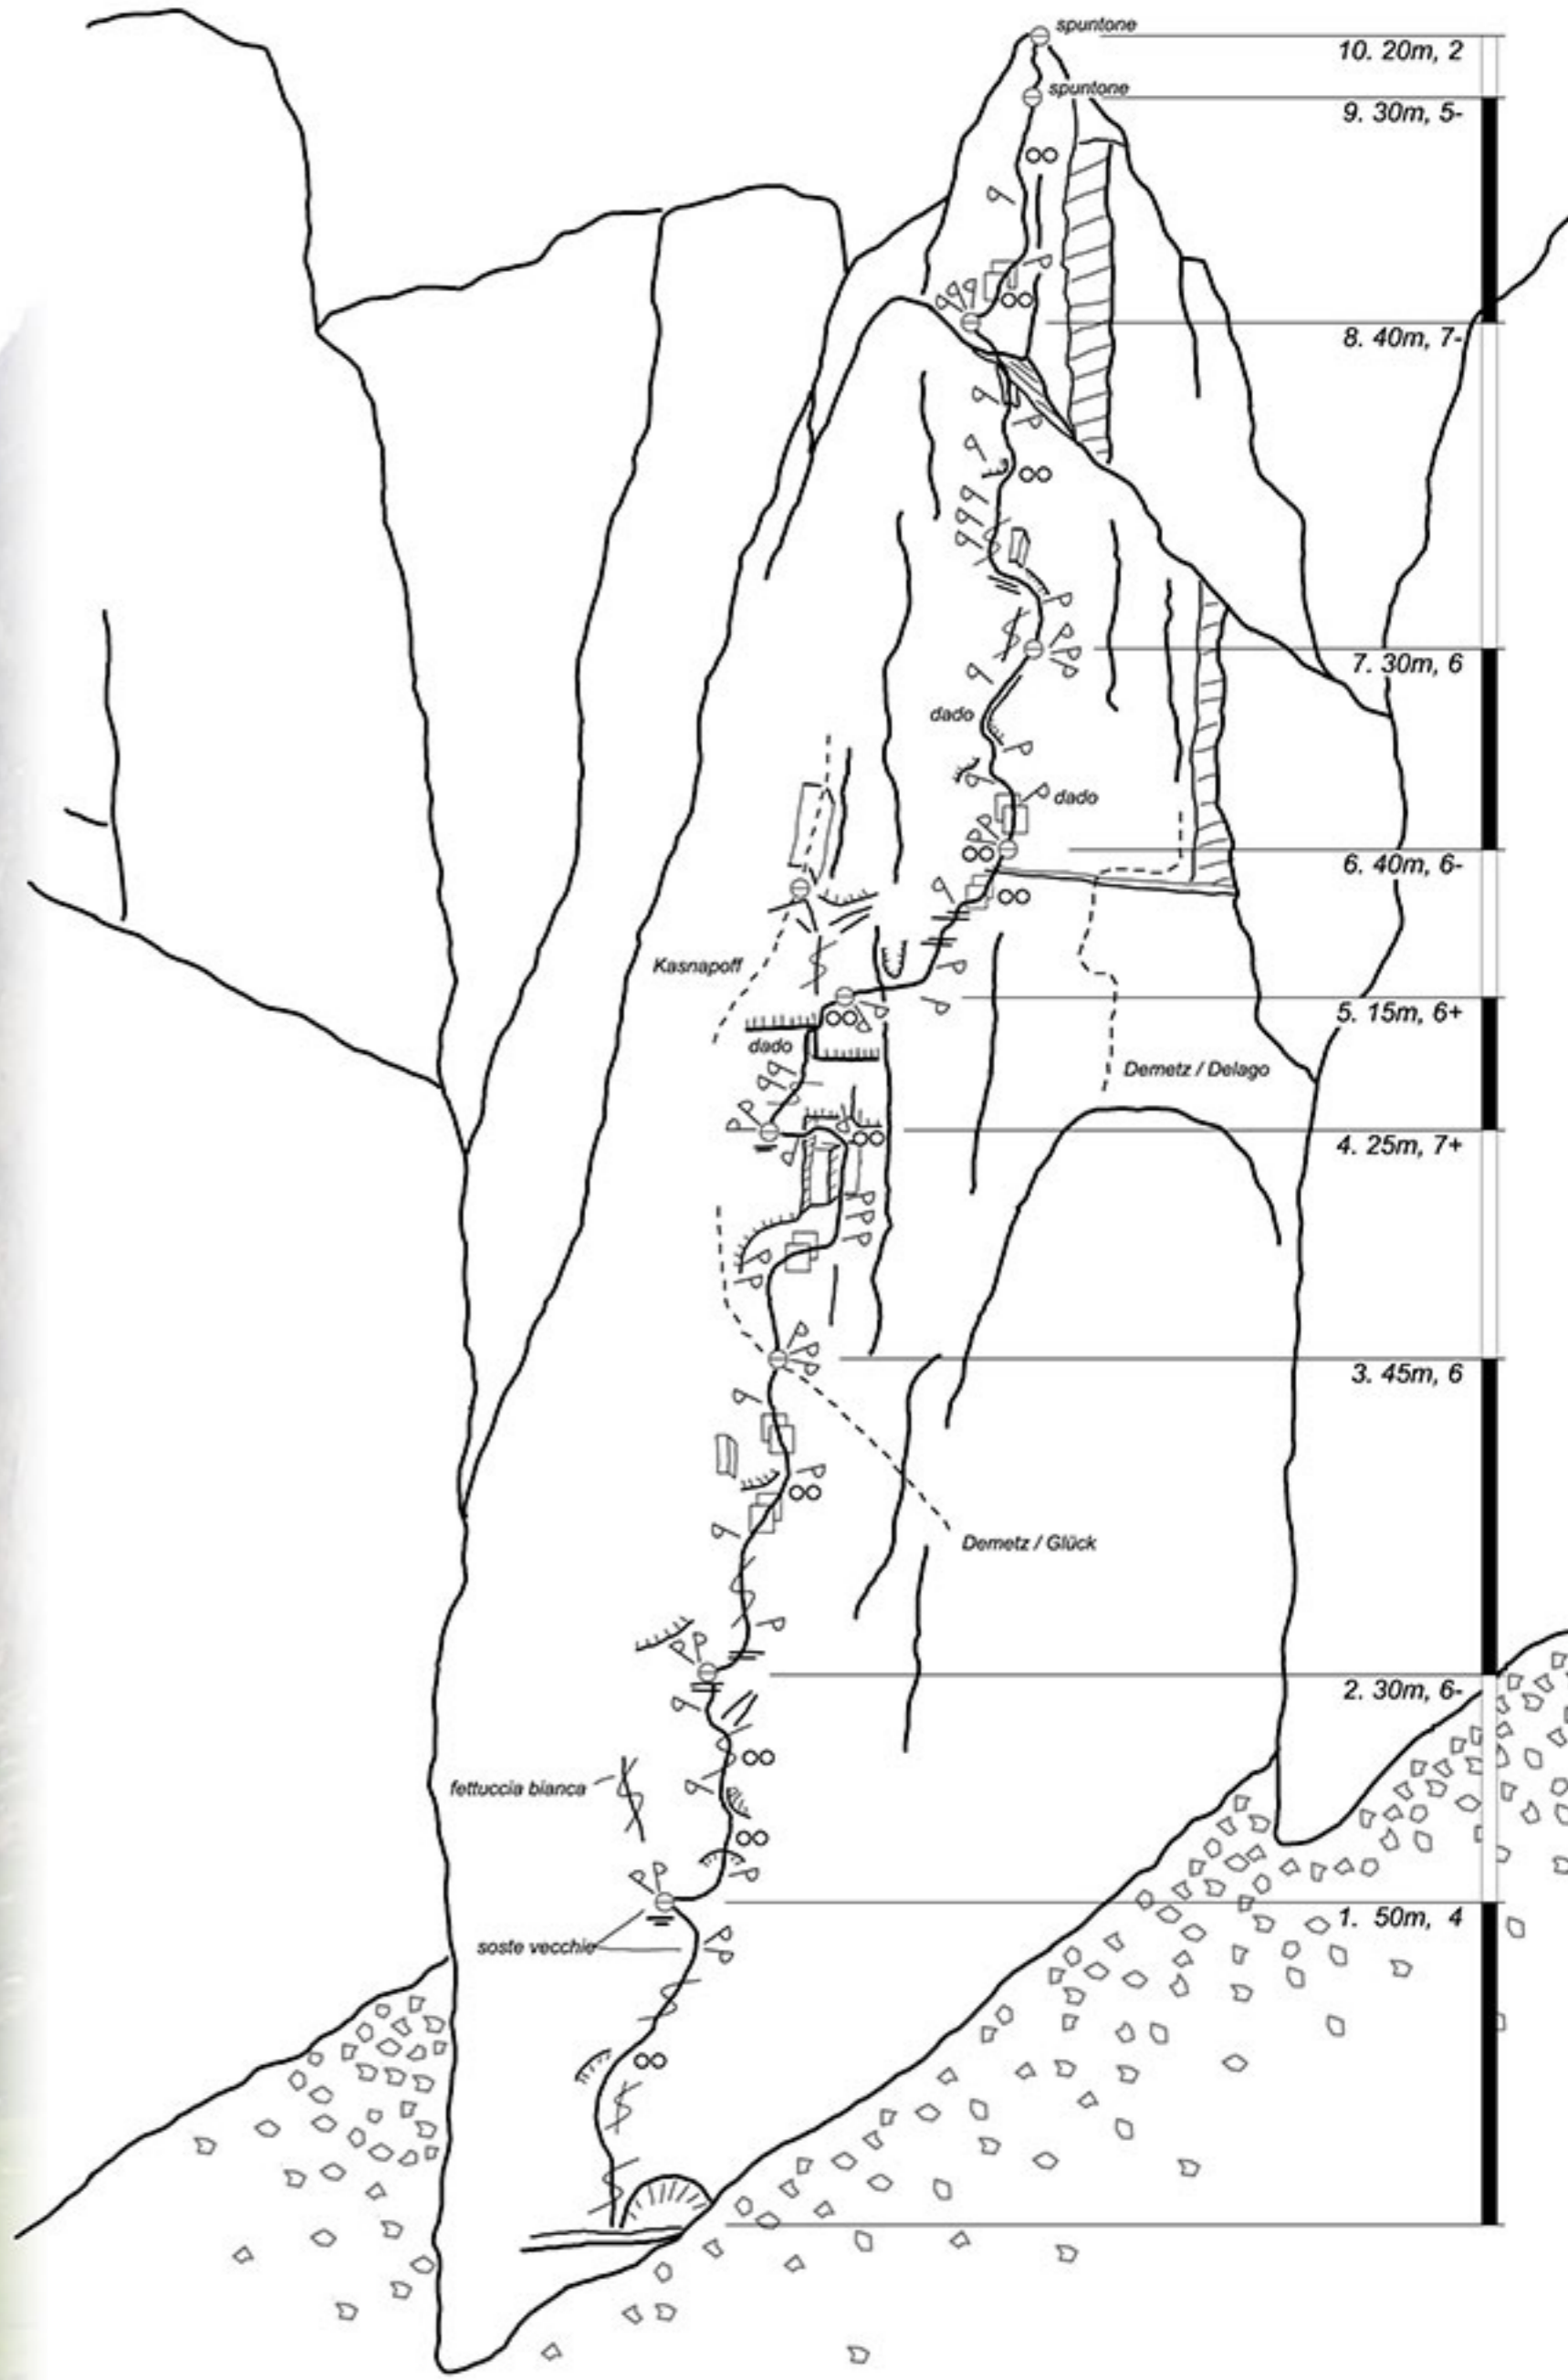 spuntone
10. 20m, 2
spuntone
9. 30m, 5-
8. 40m, 7-
7. 30m, 6
dado
dado
6. 40m, 6-
Kasnapoff
5. 15m, 6+
dado
Demetz / Delago
4. 25m, 7+
3. 45m, 6
Demetz / Glück
2. 30m, 6-
fettuccia bianca
1. 50m, 4
soste vecchie